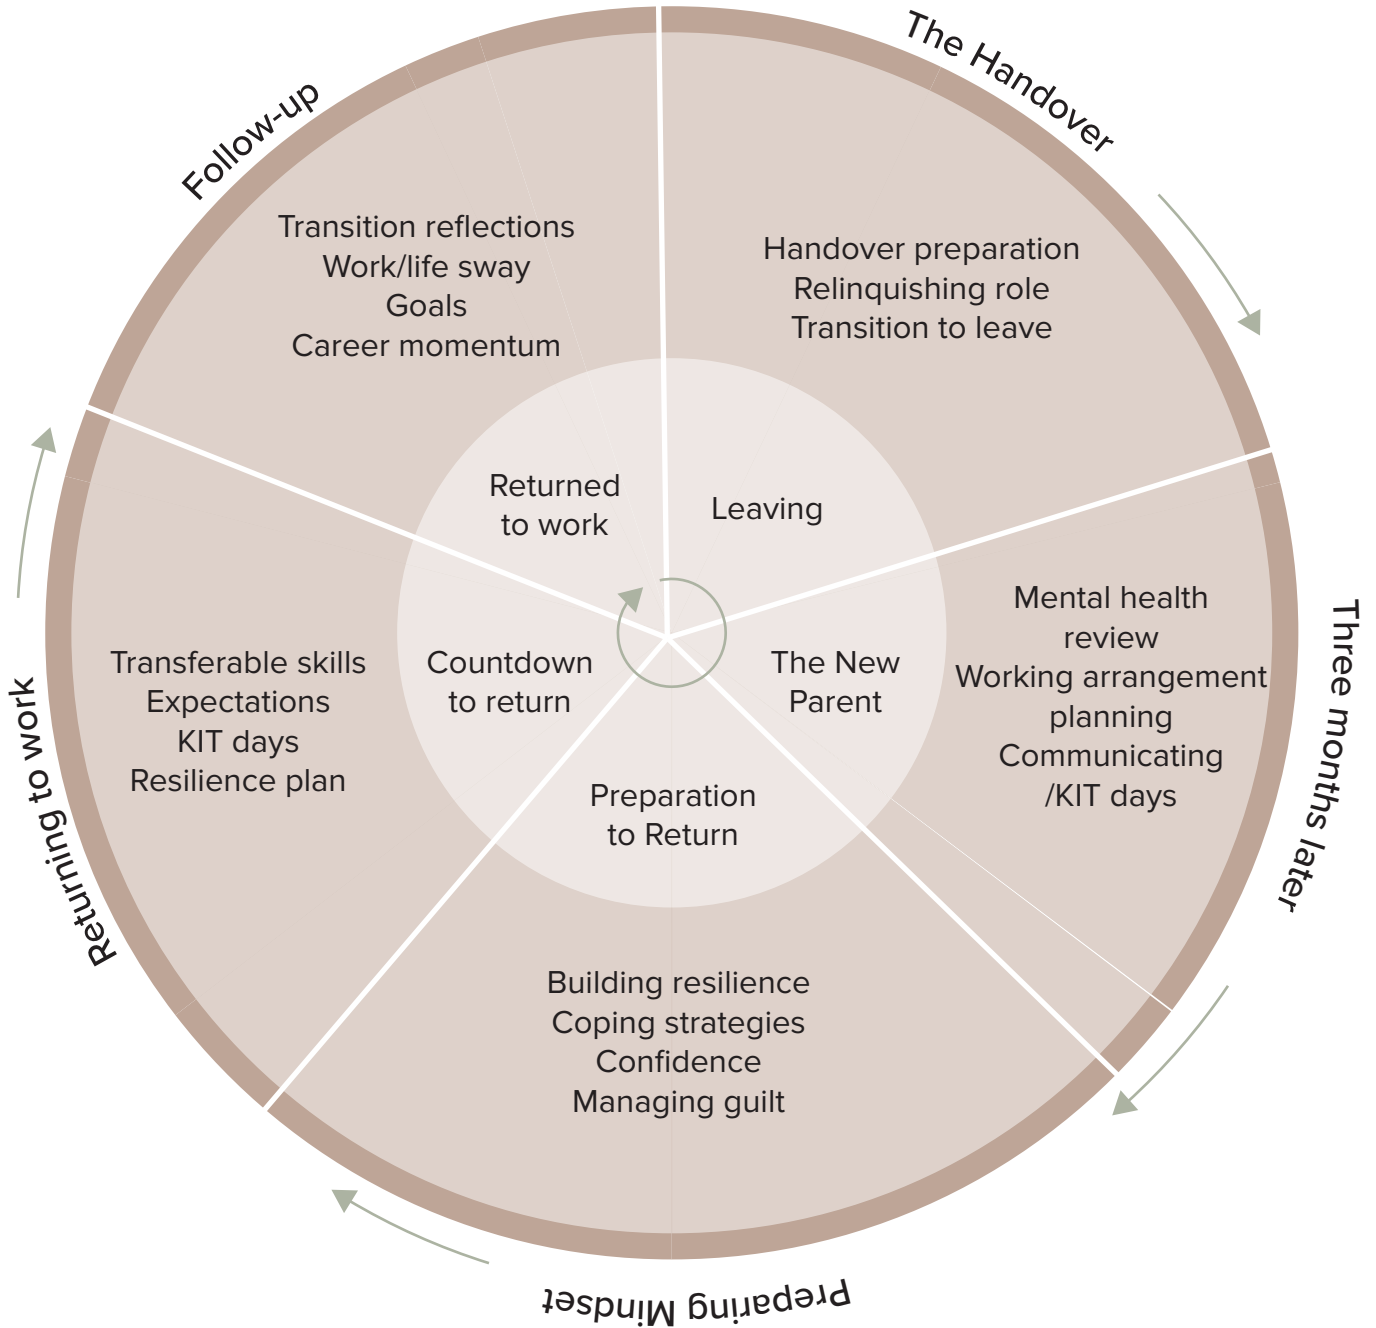 The Handover
Handover preparation
Relinquishing role
Transition to leave
Leaving
Three months later
Mental health
review
Working arrangement
planning
Communicating
/KIT days
The New
Parent
Preparing Mindset
Building resilience
Coping strategies
Confidence
Managing guilt
Preparation
to Return
Returning to work
Transferable skills
Expectations
KIT days
Resilience plan
Countdown
to return
Follow-up
Transition reflections
Work/life sway
Goals
Career momentum
Returned
to work